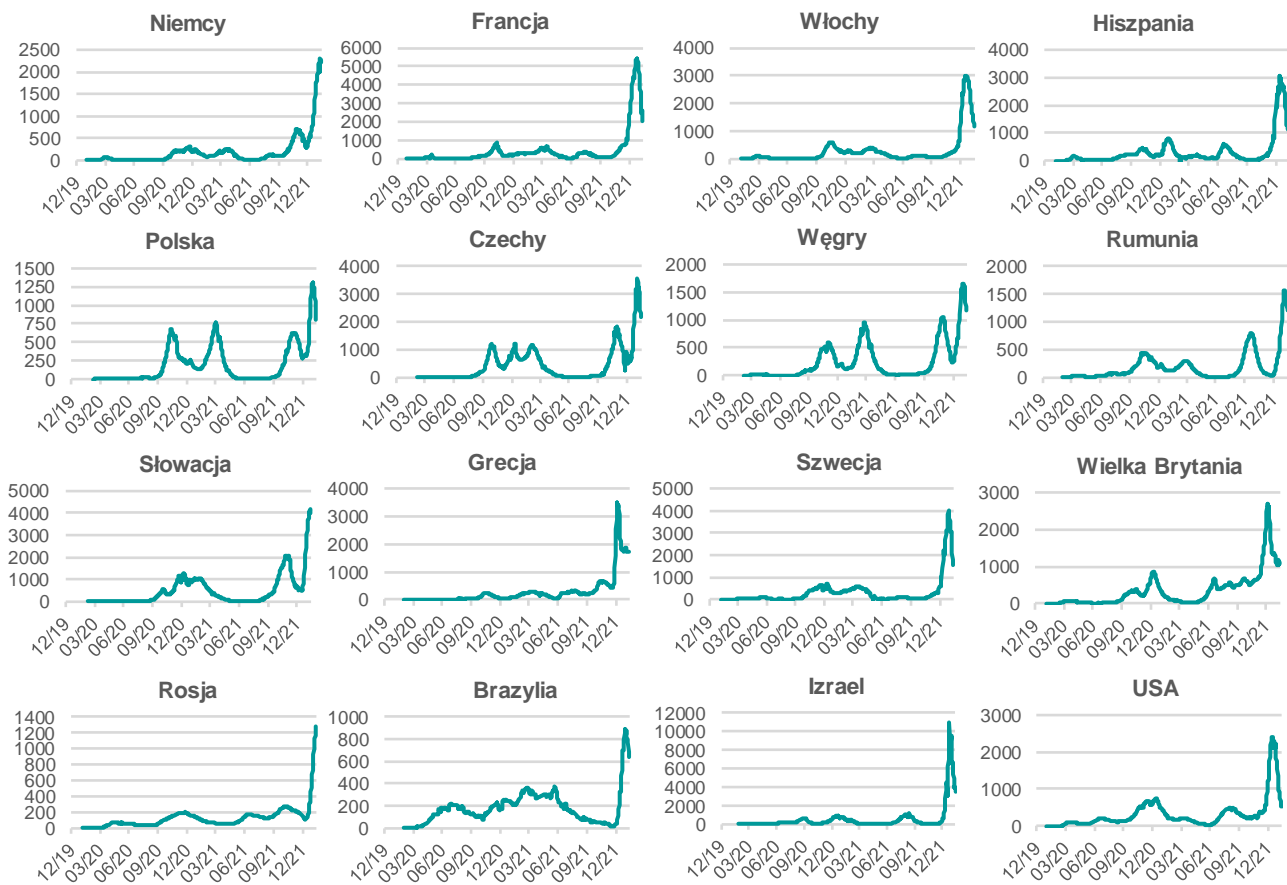 Niemcy
2500
2000
1500
1000
500
0
12/19 03/20 06/20 09/20 12/20 03/21 06/21 09/21 12/21
Francja
6000
5000
4000
3000
2000
1000
0
12/19 03/20 06/20 09/20 12/20 03/21 06/21 09/21 12/21
Włochy
4000
3000
2000
1000
0
12/19 03/20 06/20 09/20 12/20 03/21 06/21 09/21 12/21
Hiszpania
4000
3000
2000
1000
0
12/19 03/20 06/20 09/20 12/20 03/21 06/21 09/21 12/21
Polska
1500
1250
1000
750
500
250
0
12/19 03/20 06/20 09/20 12/20 03/21 06/21 09/21 12/21
Czechy
4000
3000
2000
1000
0
12/19 03/20 06/20 09/20 12/20 03/21 06/21 09/21 12/21
Węgry
2000
1500
1000
500
0
12/19 03/20 06/20 09/20 12/20 03/21 06/21 09/21 12/21
Rumunia
2000
1500
1000
500
0
12/19 03/20 06/20 09/20 12/20 03/21 06/21 09/21 12/21
Słowacja
5000
4000
3000
2000
1000
0
12/19 03/20 06/20 09/20 12/20 03/21 06/21 09/21 12/21
Grecja
4000
3000
2000
1000
0
12/19 03/20 06/20 09/20 12/20 03/21 06/21 09/21 12/21
Szwecja
5000
4000
3000
2000
1000
0
12/19 03/20 06/20 09/20 12/20 03/21 06/21 09/21 12/21
Wielka Brytania
3000
2000
1000
0
12/19 03/20 06/20 09/20 12/20 03/21 06/21 09/21 12/21
Rosja
1400
1200
1000
800
600
400
200
0
12/19 03/20 06/20 09/20 12/20 03/21 06/21 09/21 12/21
Brazylia
1000
800
600
400
200
0
12/19 03/20 06/20 09/20 12/20 03/21 06/21 09/21 12/21
Izrael
12000
10000
8000
6000
4000
2000
0
12/19 03/20 06/20 09/20 12/20 03/21 06/21 09/21 12/21
USA
3000
2000
1000
0
12/19 03/20 06/20 09/20 12/20 03/21 06/21 09/21 12/21